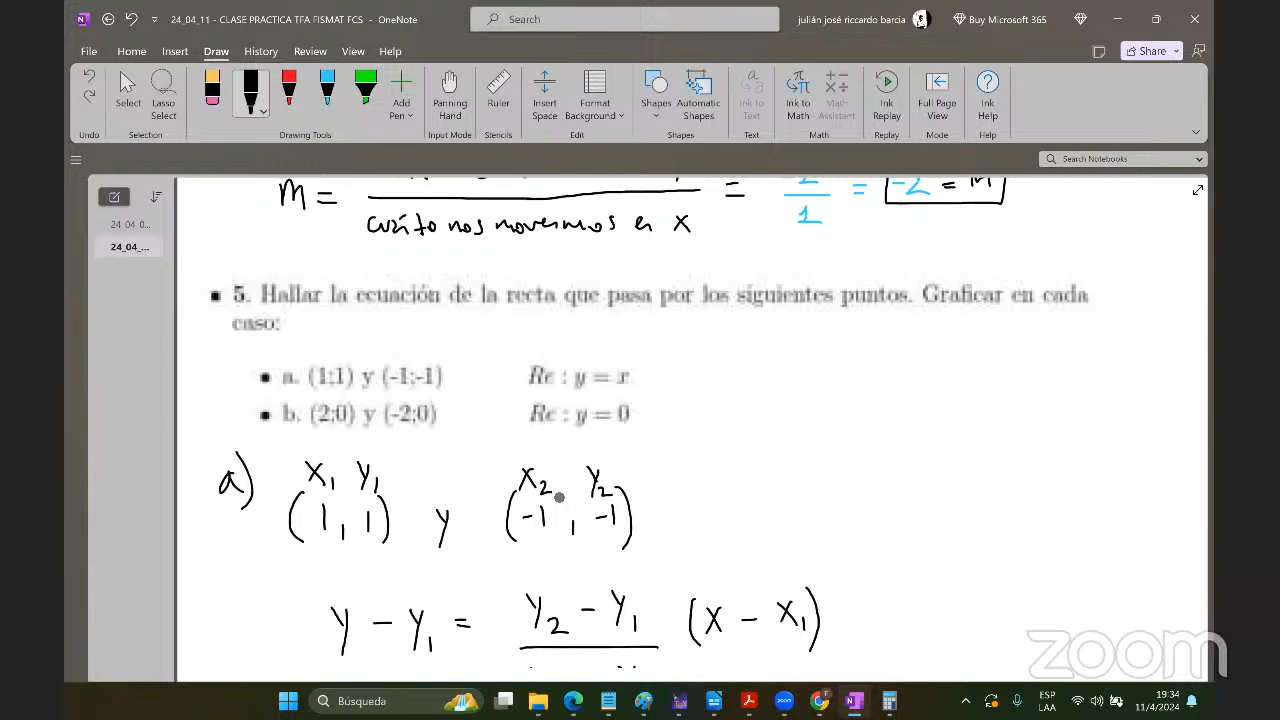 24_04_11 - CLASE PRACTICA TFA FISMAT FCS - OneNote
Search
julián josé riccardo barcia
Buy Microsoft 365
File Home Insert Draw History Review View Help
Share
Select
Lasso Select
Add Pen
Panning Hand
Ruler
Insert Space
Format Background
Shapes
Automatic Shapes
Ink to Text
Ink to Math
Math Assistant
Ink Replay
Full Page View
Ink Help
Undo
Selection
Drawing Tools
Input Mode
Stencils
Edit
Shapes
Convert
Math
Replay
Mode
Help
Search Notebooks
24_04_0...
24_04_...
M = = = -2 = M
1
cuánto nos movemos en x
5. Hallar la ecuación de la recta que pasa por los siguientes puntos. Graficar en cada
caso:
a. (1;1) y (-1;-1) Re : y = x
b. (2;0) y (-2;0) Re : y = 0
a) X1 Y1 X2 Y2
(1 , 1) y (-1 , -1)
Y - Y1 = Y2 - Y1 (X - X1)
zoom
Búsqueda
ESP
LAA
19:34
11/4/2024